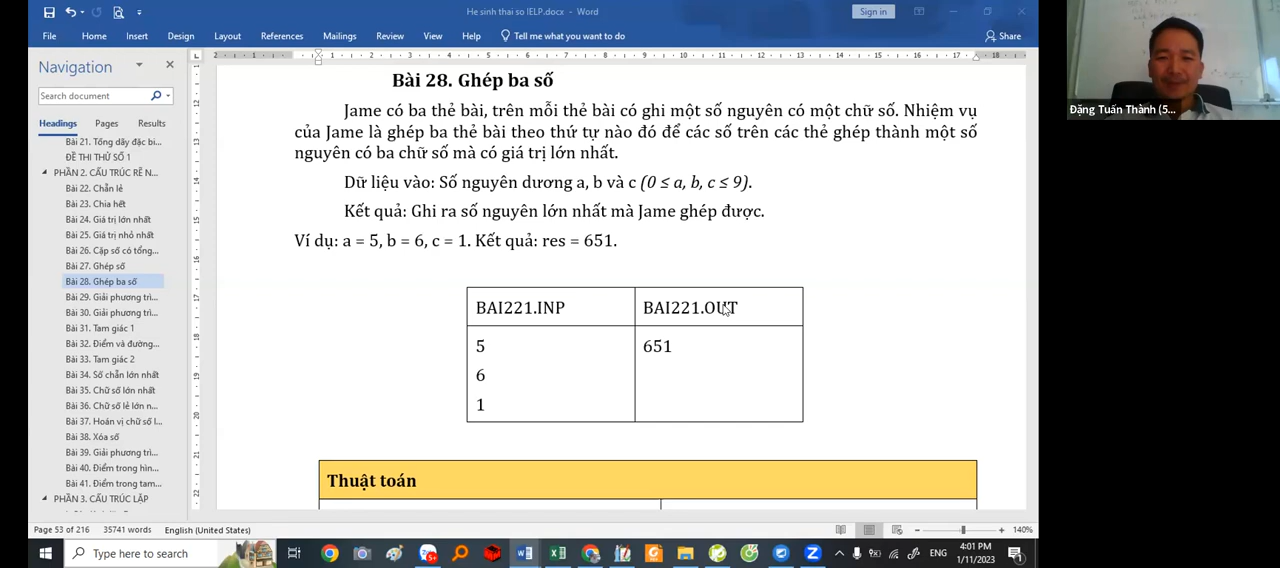 He sinh thai so IELP.docx - Word
Sign in
File
Home
Insert
Design
Layout
References
Mailings
Review
View
Help
Tell me what you want to do
Share
Navigation
Search document
Headings
Pages
Results
Bài 21. Tổng dãy đặc bi...
ĐỀ THI THỬ SỐ 1
PHẦN 2. CẤU TRÚC RẼ N...
Bài 22. Chẵn lẻ
Bài 23. Chia hết
Bài 24. Giá trị lớn nhất
Bài 25. Giá trị nhỏ nhất
Bài 26. Cặp số có tổng...
Bài 27. Ghép số
Bài 28. Ghép ba số
Bài 29. Giải phương trì...
Bài 30. Giải phương trì...
Bài 31. Tam giác 1
Bài 32. Điểm và đường...
Bài 33. Tam giác 2
Bài 34. Số chẵn lớn nhất
Bài 35. Chữ số lớn nhất
Bài 36. Chữ số lẻ lớn n...
Bài 37. Hoán vị chữ số l...
Bài 38. Xóa số
Bài 39. Giải phương trì...
Bài 40. Điểm trong hìn...
Bài 41. Điểm trong tam...
PHẦN 3. CẤU TRÚC LẶP
Bài 28. Ghép ba số
Jame có ba thẻ bài, trên mỗi thẻ bài có ghi một số nguyên có một chữ số. Nhiệm vụ
của Jame là ghép ba thẻ bài theo thứ tự nào đó để các số trên các thẻ ghép thành một số
nguyên có ba chữ số mà có giá trị lớn nhất.
Dữ liệu vào: Số nguyên dương a, b và c (0 ≤ a, b, c ≤ 9).
Kết quả: Ghi ra số nguyên lớn nhất mà Jame ghép được.
Ví dụ: a = 5, b = 6, c = 1. Kết quả: res = 651.
BAI221.INP
BAI221.OUT
5
651
6
1
Thuật toán
Đặng Tuấn Thành (5...
Page 53 of 216
35741 words
English (United States)
140%
Type here to search
ENG
4:01 PM
1/11/2023